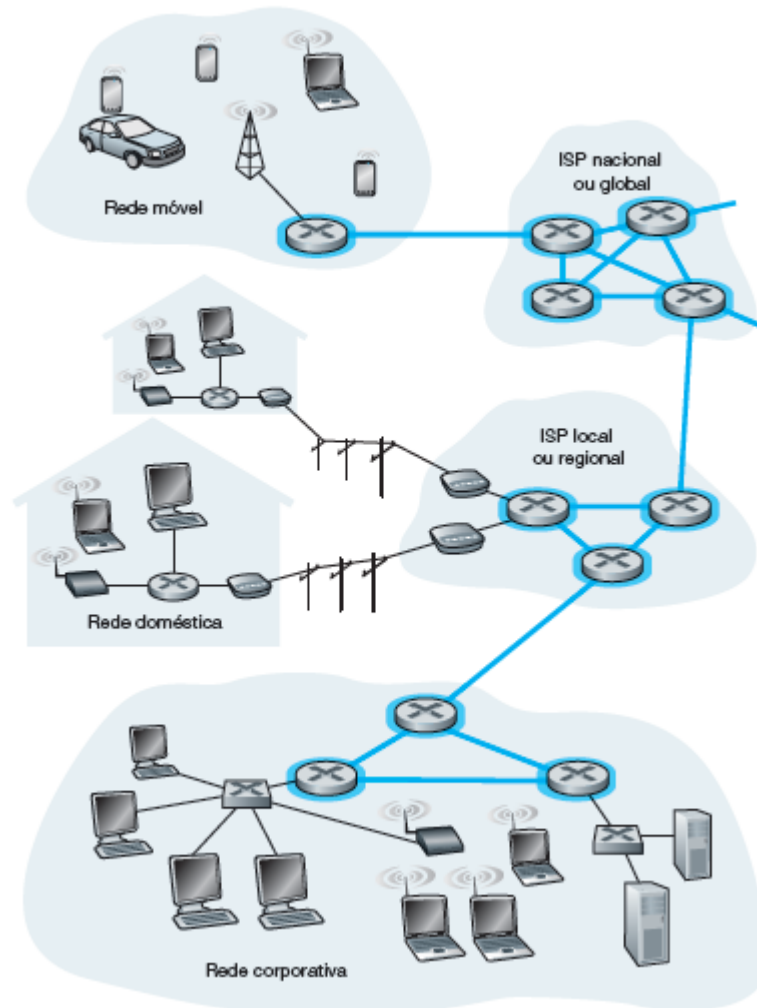 ISP nacional
ou global
Rede móvel
ISP local
ou regional
Rede doméstica
Rede corporativa